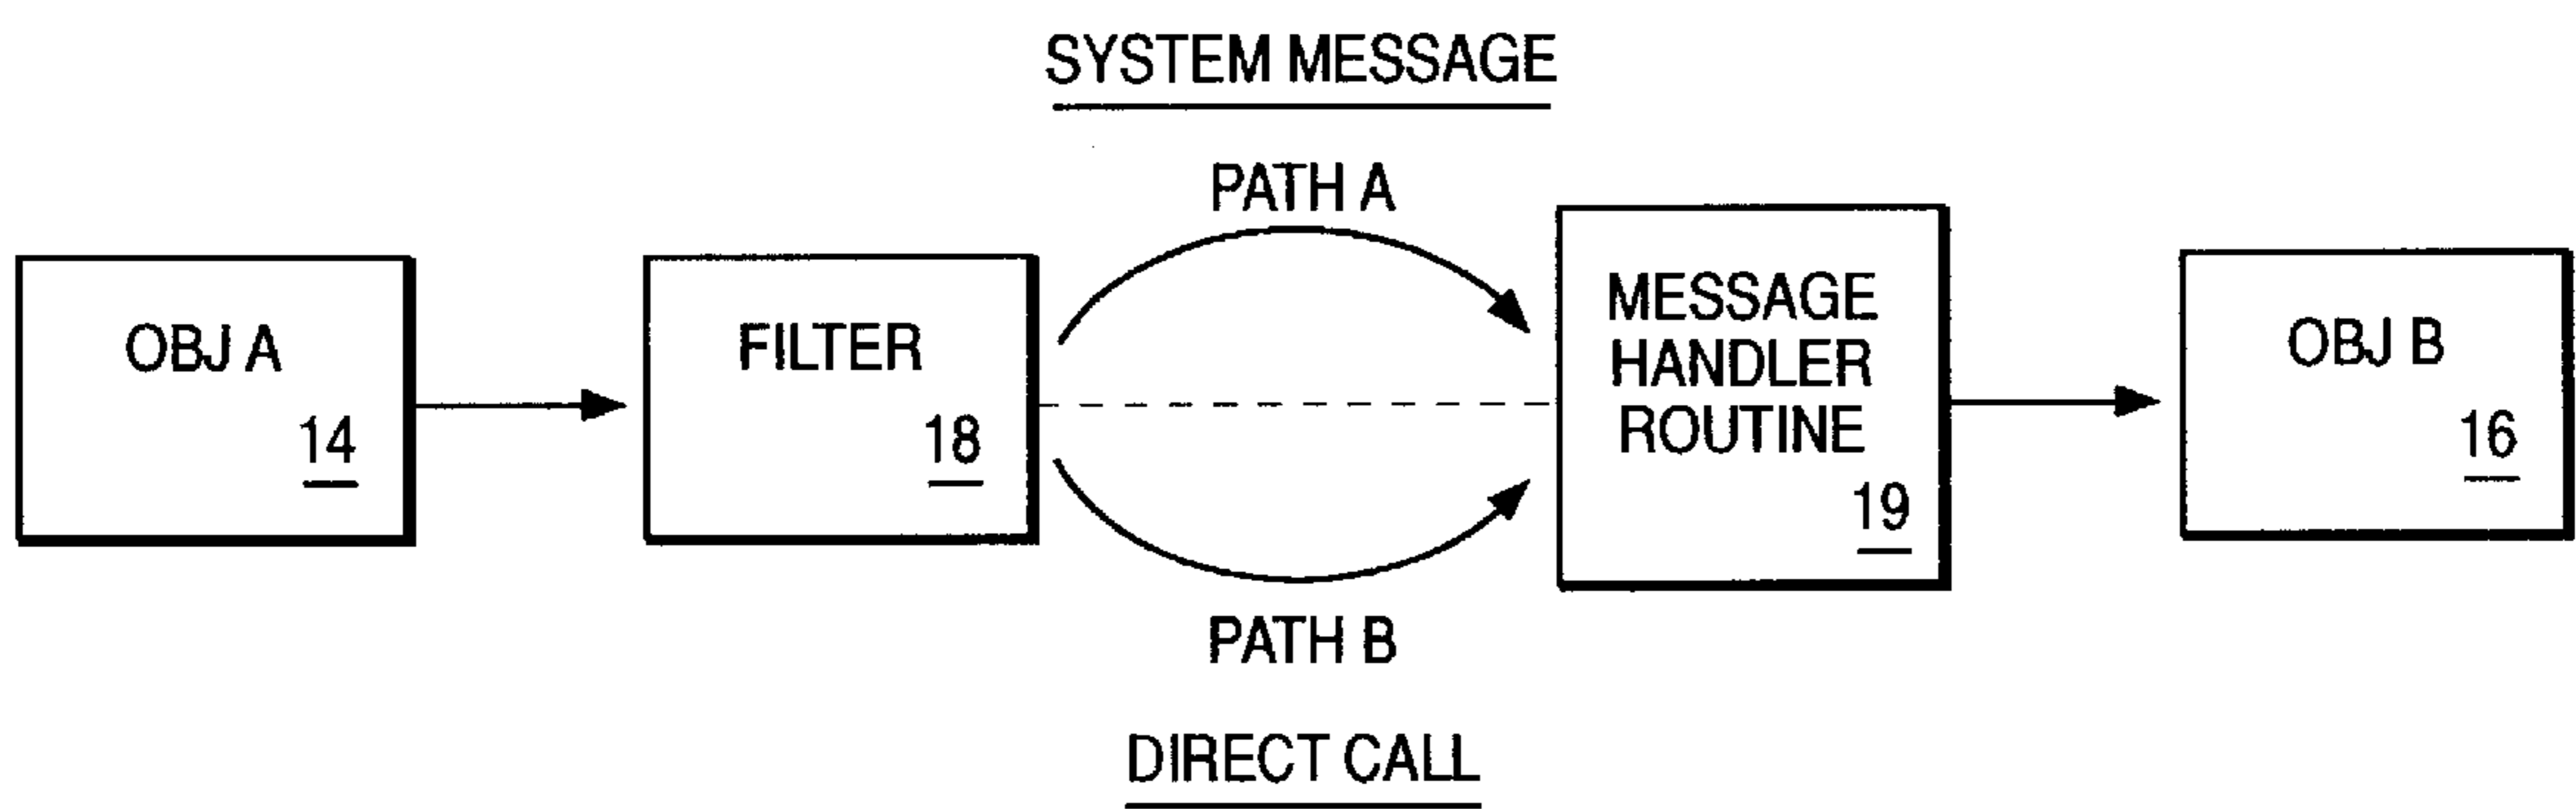 SYSTEM MESSAGE
PATH A
OBJ A
14
FILTER
18
MESSAGE
HANDLER
ROUTINE
19
OBJ B
16
PATH B
DIRECT CALL